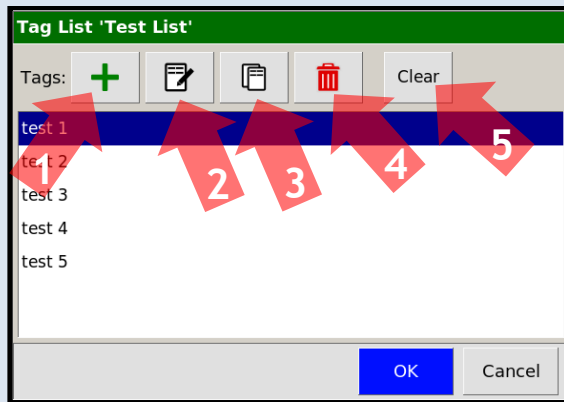 Tag List 'Test List'
Tags: Clear
test 1
test 2
test 3
test 4
test 5
1 2 3 4 5
OK Cancel